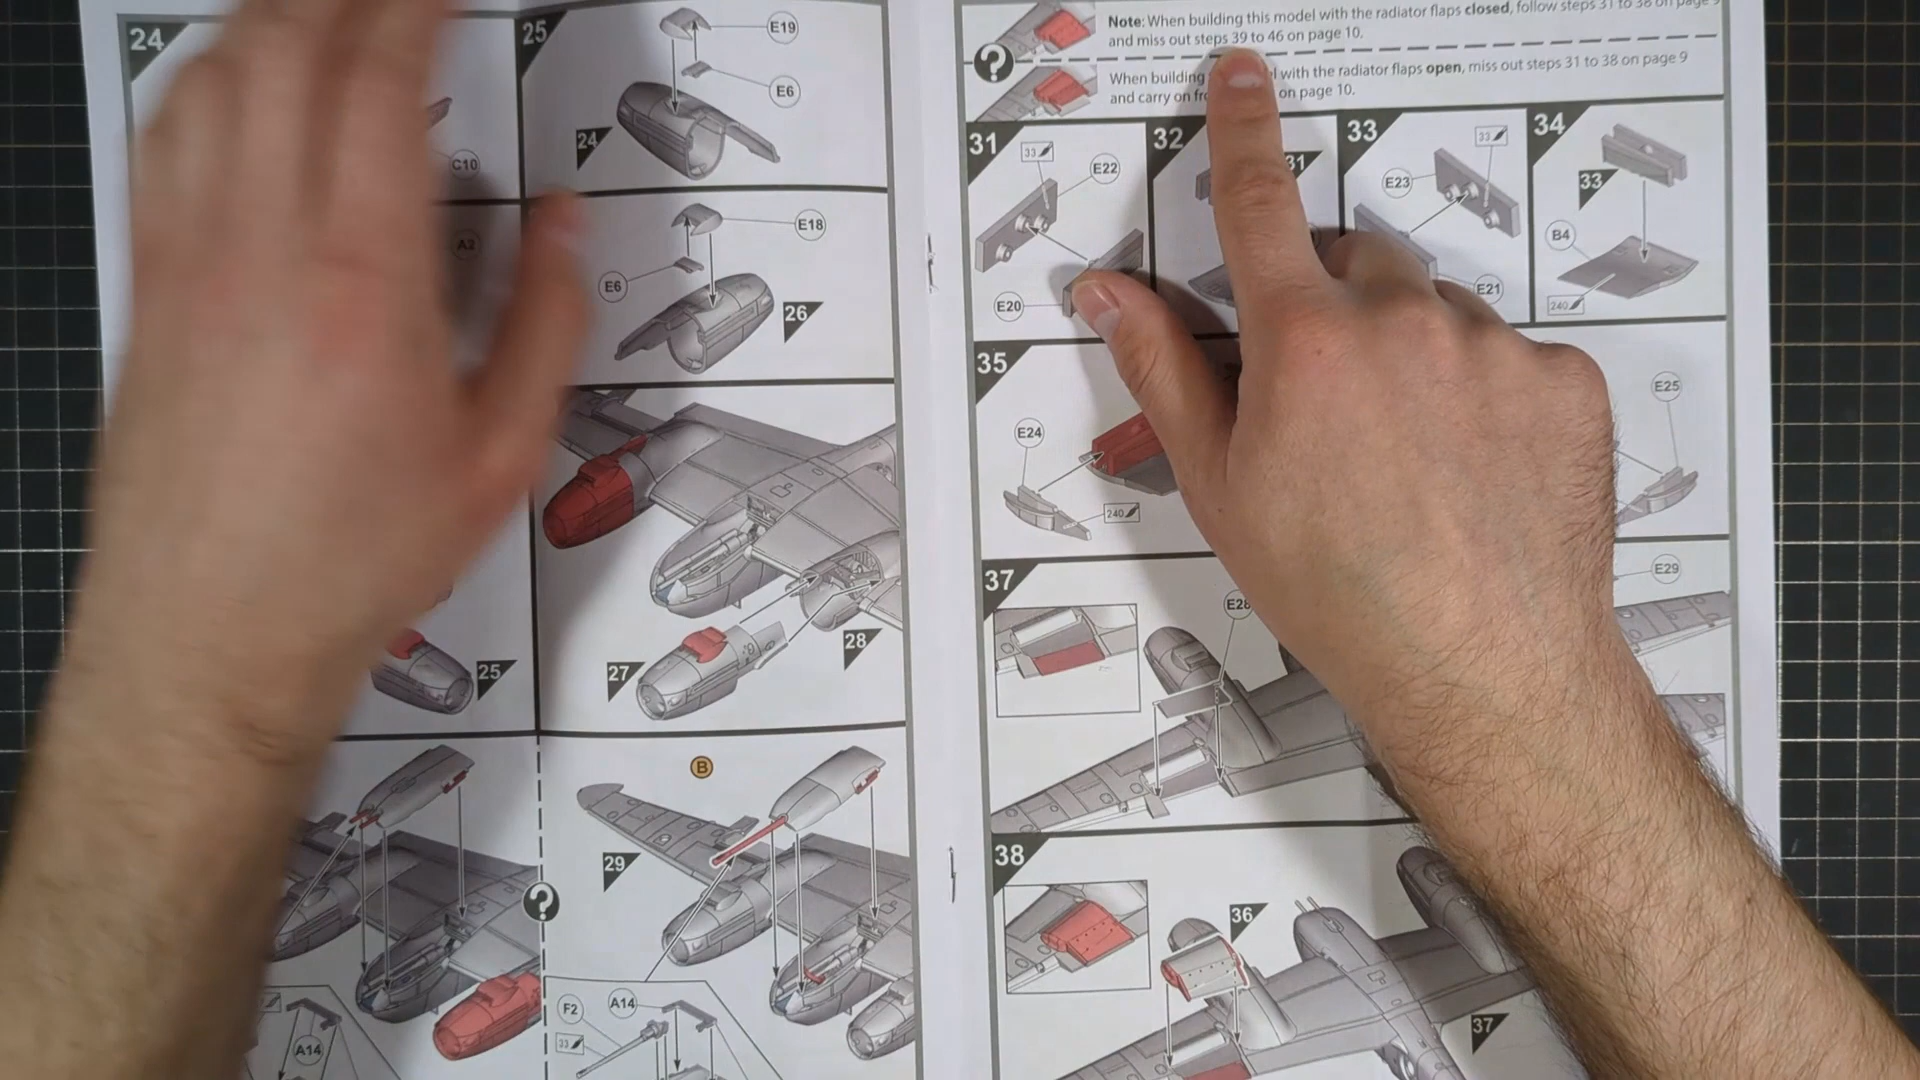 24
C10
A2
25
E19
E6
24
E18
E6
26
25
27
28
B
29
F2
A14
33
A14
Note: When building this model with the radiator flaps closed, follow steps 31 to 38 on page 9
and miss out steps 39 to 46 on page 10.
?
When building with the radiator flaps open, miss out steps 31 to 38 on page 9
and carry on on page 10.
31
33
E22
E20
32
31
33
33
E23
E21
34
33
B4
240
35
E24
240
E25
37
E28
E29
38
36
37
?